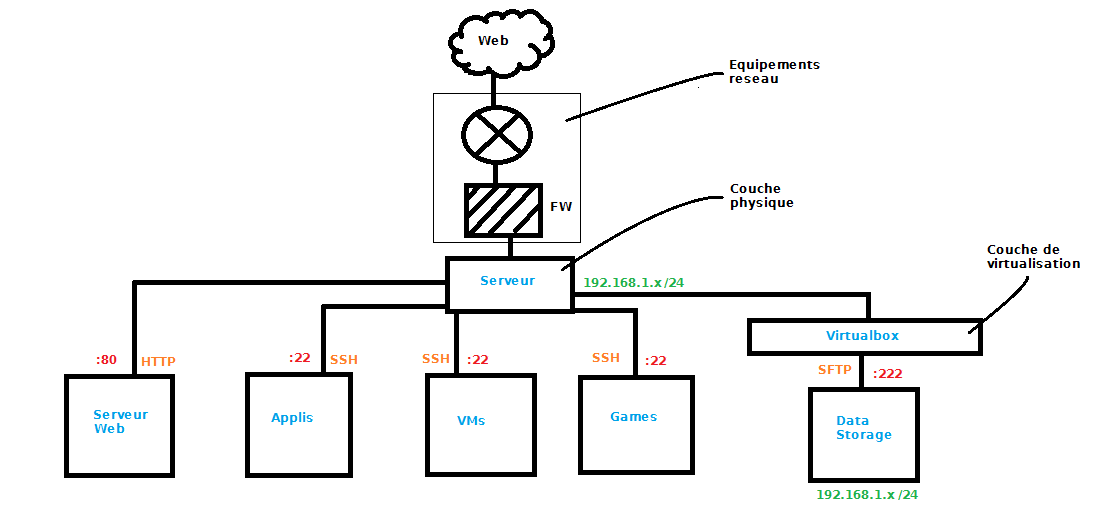 Web
Equipements
reseau
Couche
physique
FW
Couche de
virtualisation
Serveur
192.168.1.x /24
Virtualbox
:80 HTTP
:22 SSH
SSH :22
SSH :22
SFTP :222
Serveur
Web
Applis
VMs
Games
Data
Storage
192.168.1.x /24